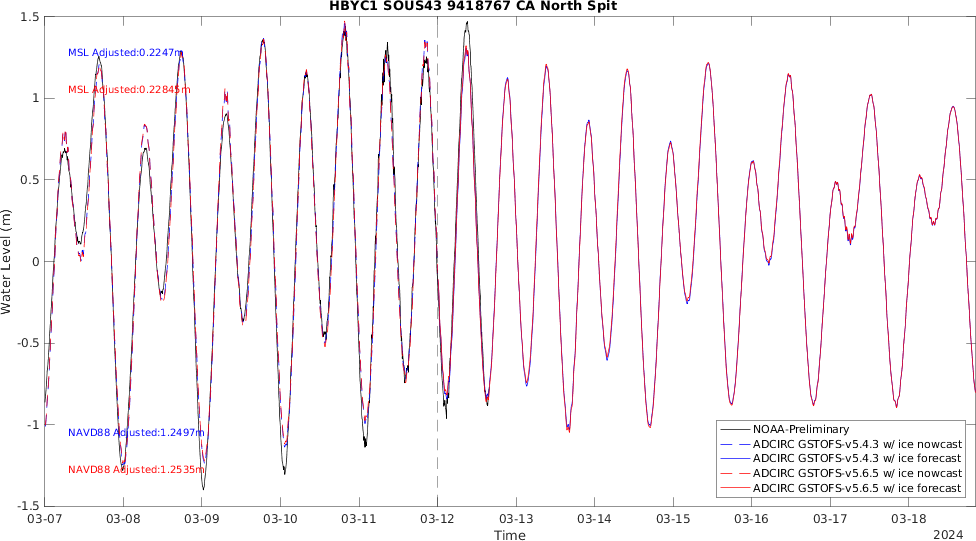 HBYC1 SOUS43 9418767 CA North Spit
Water Level (m)
1.5
1
0.5
0
-0.5
-1
-1.5
MSL Adjusted:0.2247m
MSL Adjusted:0.22845m
NAVD88 Adjusted:1.2497m
NAVD88 Adjusted:1.2535m
NOAA-Preliminary
ADCIRC GSTOFS-v5.4.3 w/ ice nowcast
ADCIRC GSTOFS-v5.4.3 w/ ice forecast
ADCIRC GSTOFS-v5.6.5 w/ ice nowcast
ADCIRC GSTOFS-v5.6.5 w/ ice forecast
03-07 03-08 03-09 03-10 03-11 03-12 03-13 03-14 03-15 03-16 03-17 03-18
Time
2024